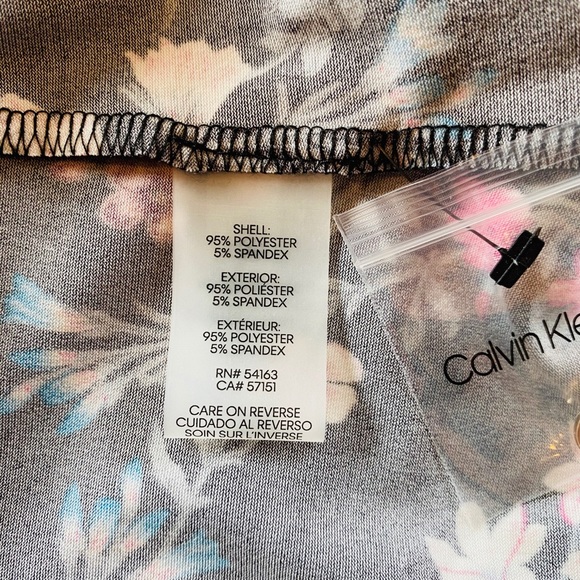 SHELL:
95% POLYESTER
5% SPANDEX
EXTERIOR:
95% POLIÉSTER
5% SPANDEX
EXTÉRIEUR:
95% POLYESTER
5% SPANDEX
RN# 54163
CA# 57151
CARE ON REVERSE
CUIDADO AL REVERSO
SOIN SUR L'INVERSE
Calvin Kle